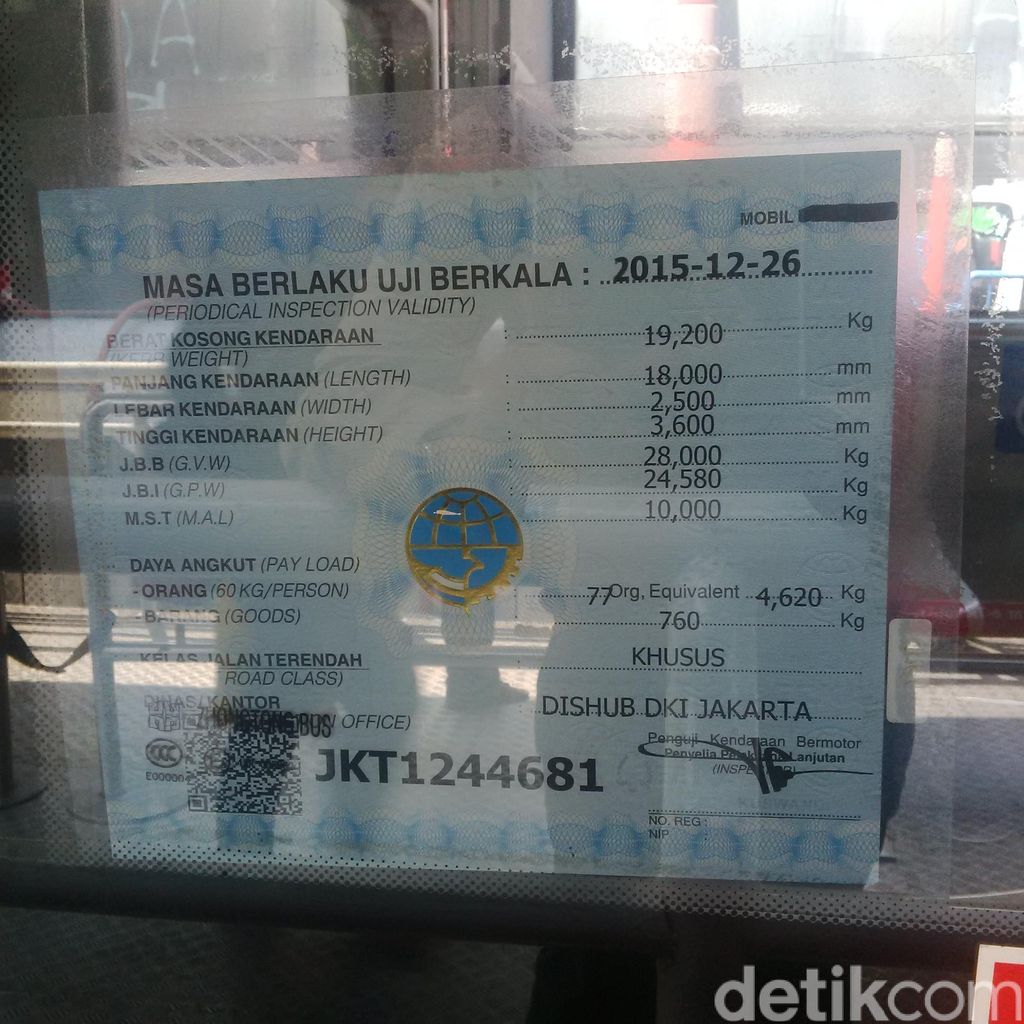 MOBIL
MASA BERLAKU UJI BERKALA : 2015-12-26
(PERIODICAL INSPECTION VALIDITY)
BERAT KOSONG KENDARAAN : 19,200 Kg
(KERB WEIGHT)
PANJANG KENDARAAN (LENGTH) : 18,000 mm
LEBAR KENDARAAN (WIDTH) : 2,500 mm
TINGGI KENDARAAN (HEIGHT) : 3,600 mm
J.B.B (G.V.W) : 28,000 Kg
J.B.I (G.P.W) : 24,580 Kg
M.S.T (M.A.L) : 10,000 Kg
DAYA ANGKUT (PAY LOAD)
- ORANG (60 KG/PERSON) : 77 Org, Equivalent 4,620 Kg
- BARANG (GOODS) : 760 Kg
KELAS JALAN TERENDAH KHUSUS
ROAD CLASS)
DINAS/KANTOR : DISHUB DKI JAKARTA
ZHONGTONG BUS / OFFICE)
CCC
E00000
JKT1244681
Penguji Kendaraan Bermotor
Penyelia Lanjutan
NO. REG :
NIP
detikcom